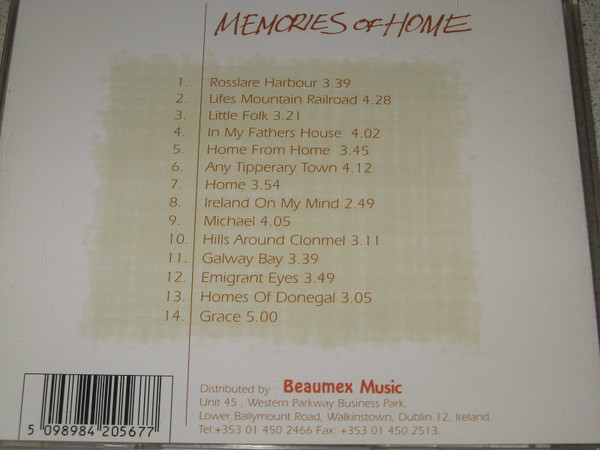 MEMORIES OF HOME
1. Rosslare Harbour 3.39
2. Lifes Mountain Railroad 4.28
3. Little Folk 3.21
4. In My Fathers House 4.02
5. Home From Home 3.45
6. Any Tipperary Town 4.12
7. Home 3.54
8. Ireland On My Mind 2.49
9. Michael 4.05
10. Hills Around Clonmel 3.11
11. Galway Bay 3.39
12. Emigrant Eyes 3.49
13. Homes Of Donegal 3.05
14. Grace 5.00
Distributed by : Beaumex Music
Unit 45 , Western Parkway Business Park,
Lower Ballymount Road, Walkinstown, Dublin 12, Ireland.
Tel:+353 01 450 2466 Fax: +353 01 450 2513
5 098984 205677